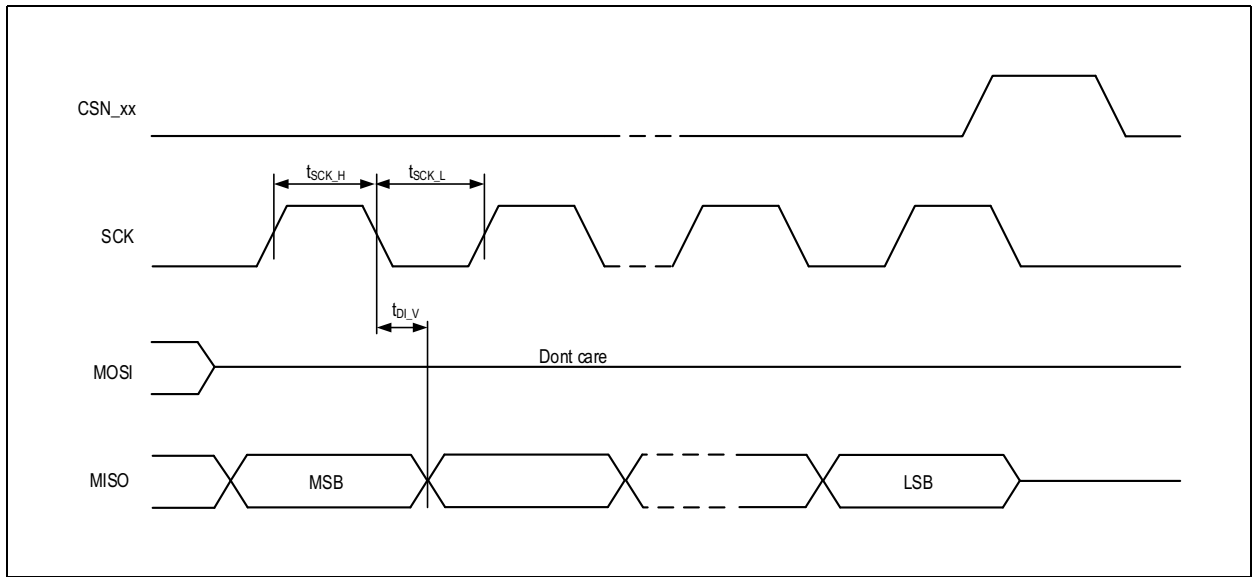 CSN_xx
tSCK_H
tSCK_L
SCK
tDI_V
Dont care
MOSI
MISO
MSB
LSB